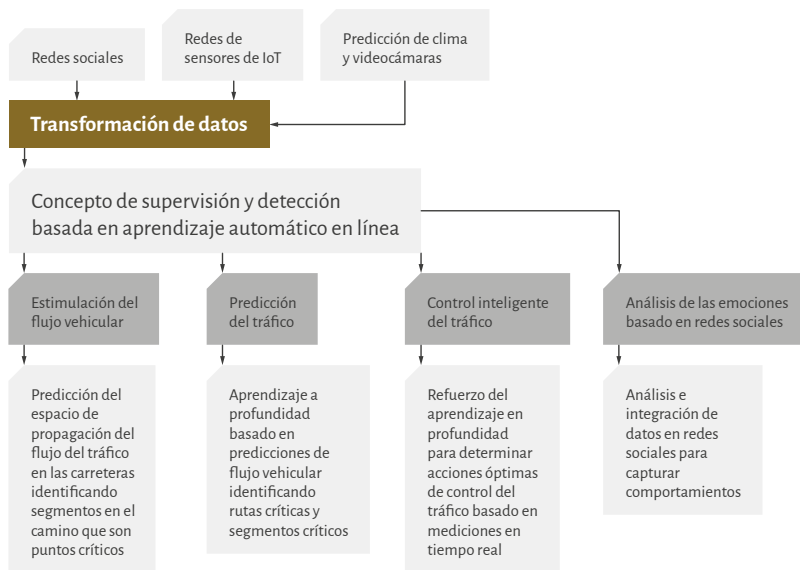 Redes sociales
Redes de
sensores de IoT
Predicción de clima
y videocámaras
Transformación de datos
Concepto de supervisión y detección
basada en aprendizaje automático en línea
Estimulación del
flujo vehicular
Predicción
del tráfico
Control inteligente
del tráfico
Análisis de las emociones
basado en redes sociales
Predicción del
espacio de
propagación del
flujo del tráfico
en las carreteras
identificando
segmentos en el
camino que son
puntos críticos
Aprendizaje a
profundidad
basado en
predicciones de
flujo vehicular
identificando
rutas críticas y
segmentos críticos
Refuerzo del
aprendizaje en
profundidad
para determinar
acciones óptimas
de control del
tráfico basado en
mediciones en
tiempo real
Análisis e
integración de
datos en redes
sociales para
capturar
comportamientos